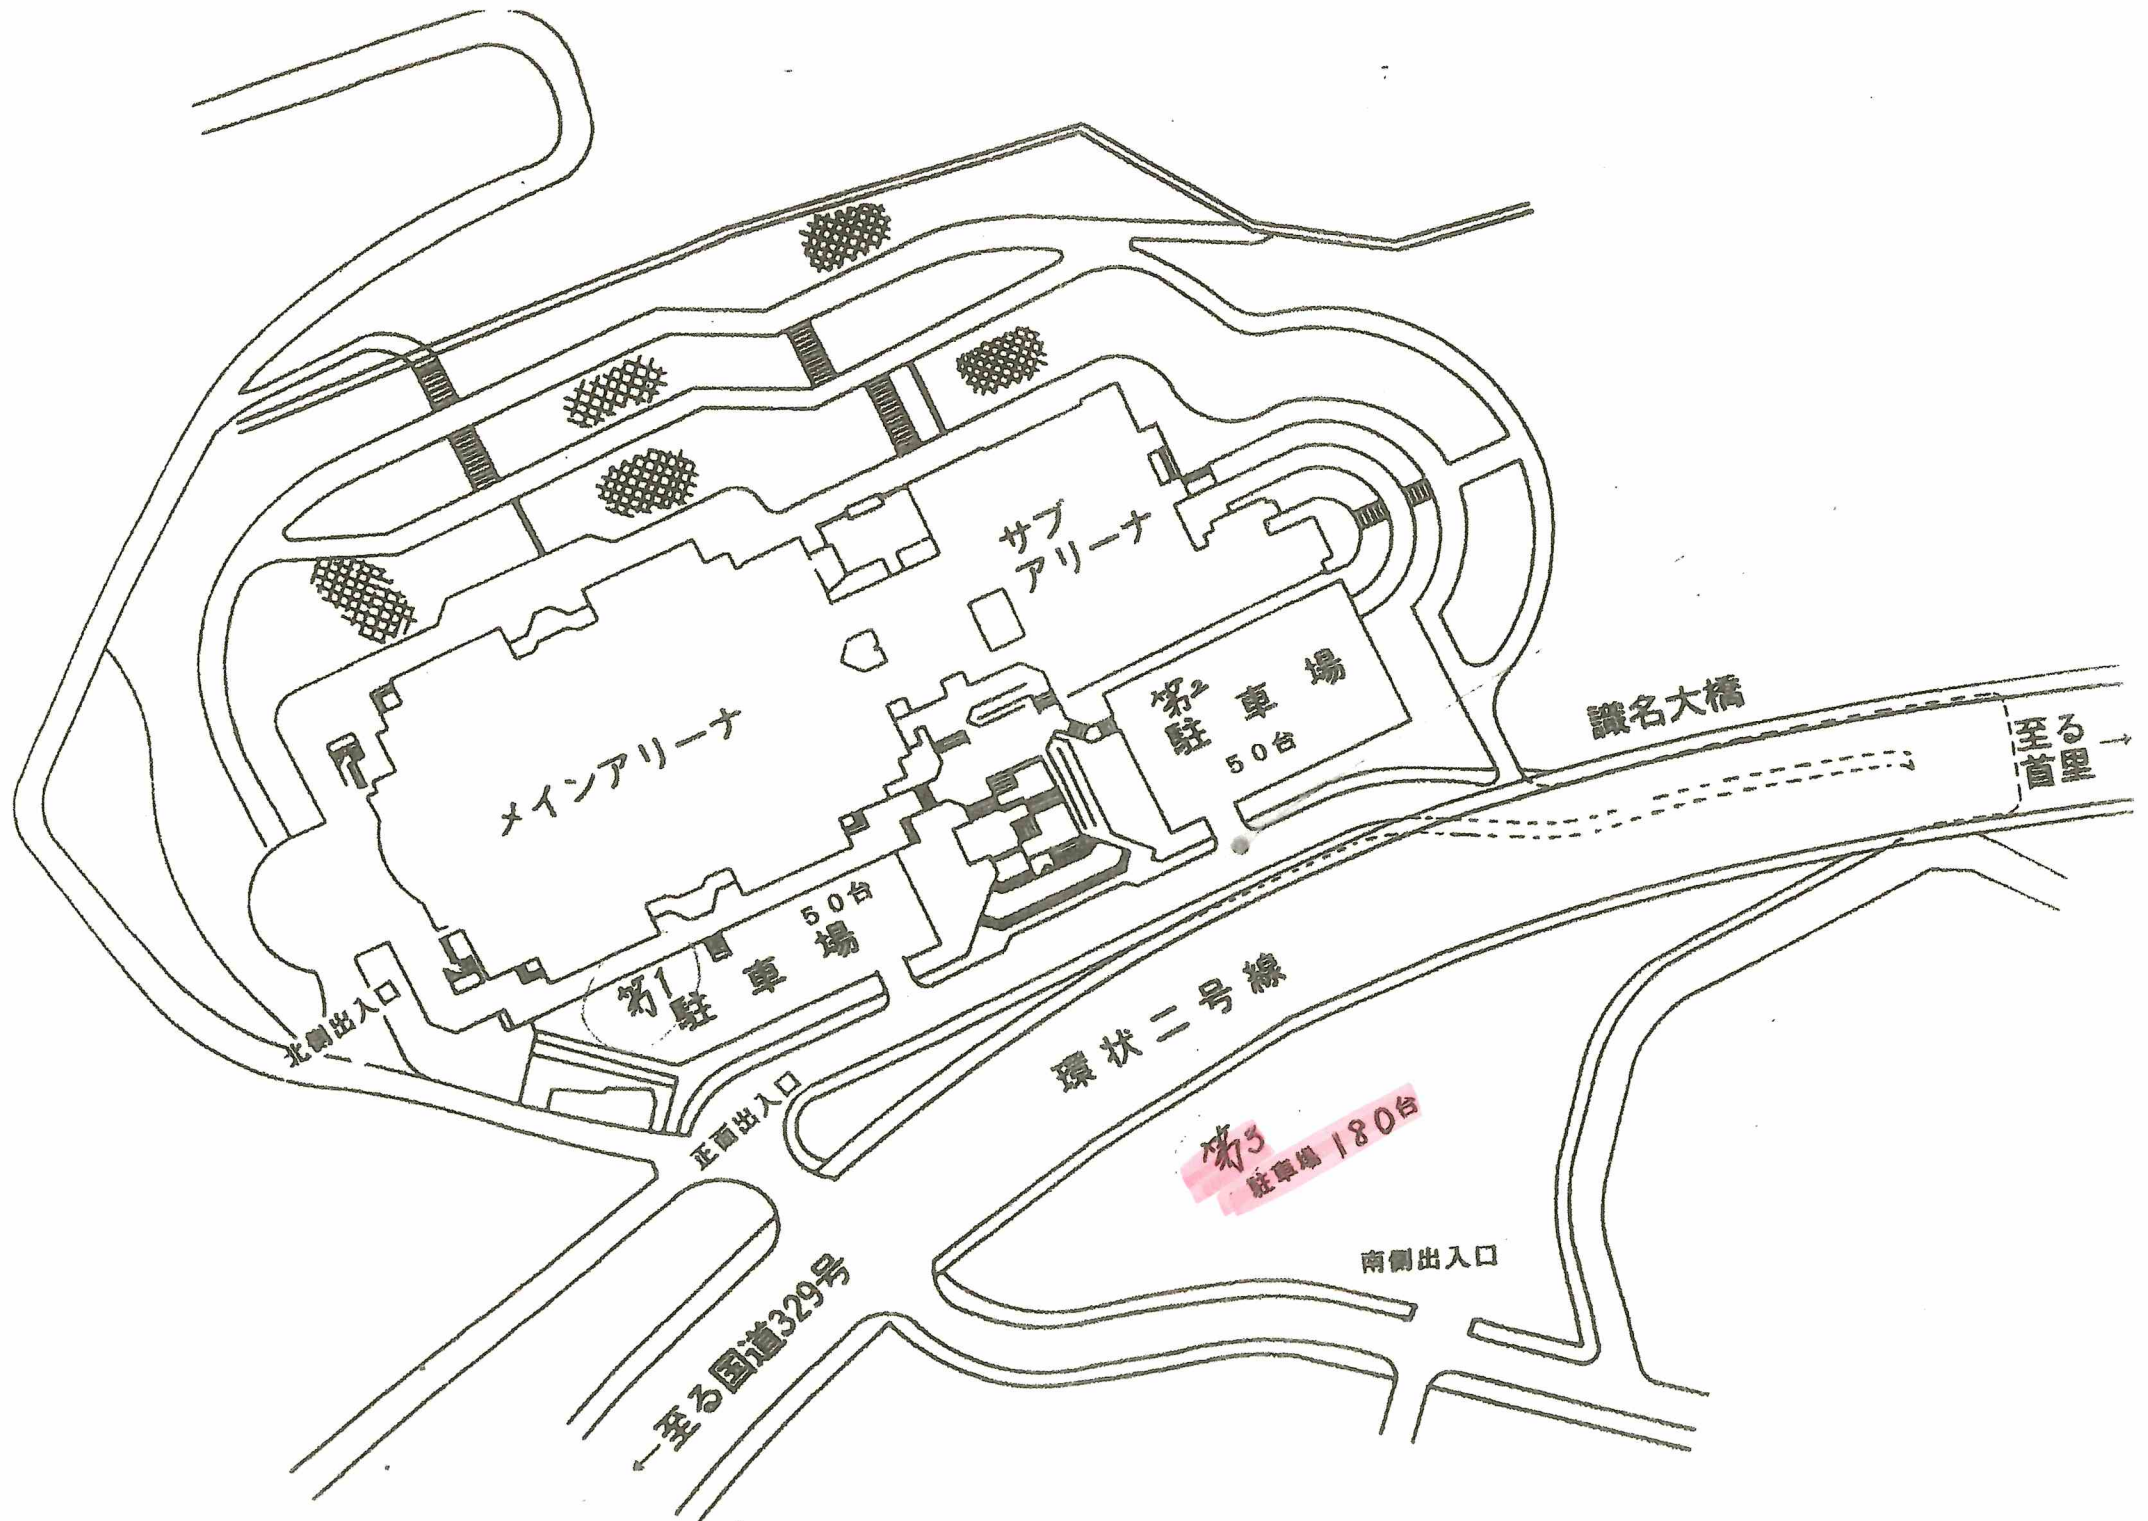 サブ
アリーナ
メインアリーナ
第2
駐車場
50台
識名大橋
至る
首里→
50台
第1
駐車場
北側出入口
正面出入口
環状二号線
第3
駐車場 180台
南側出入口
←至る国道329号